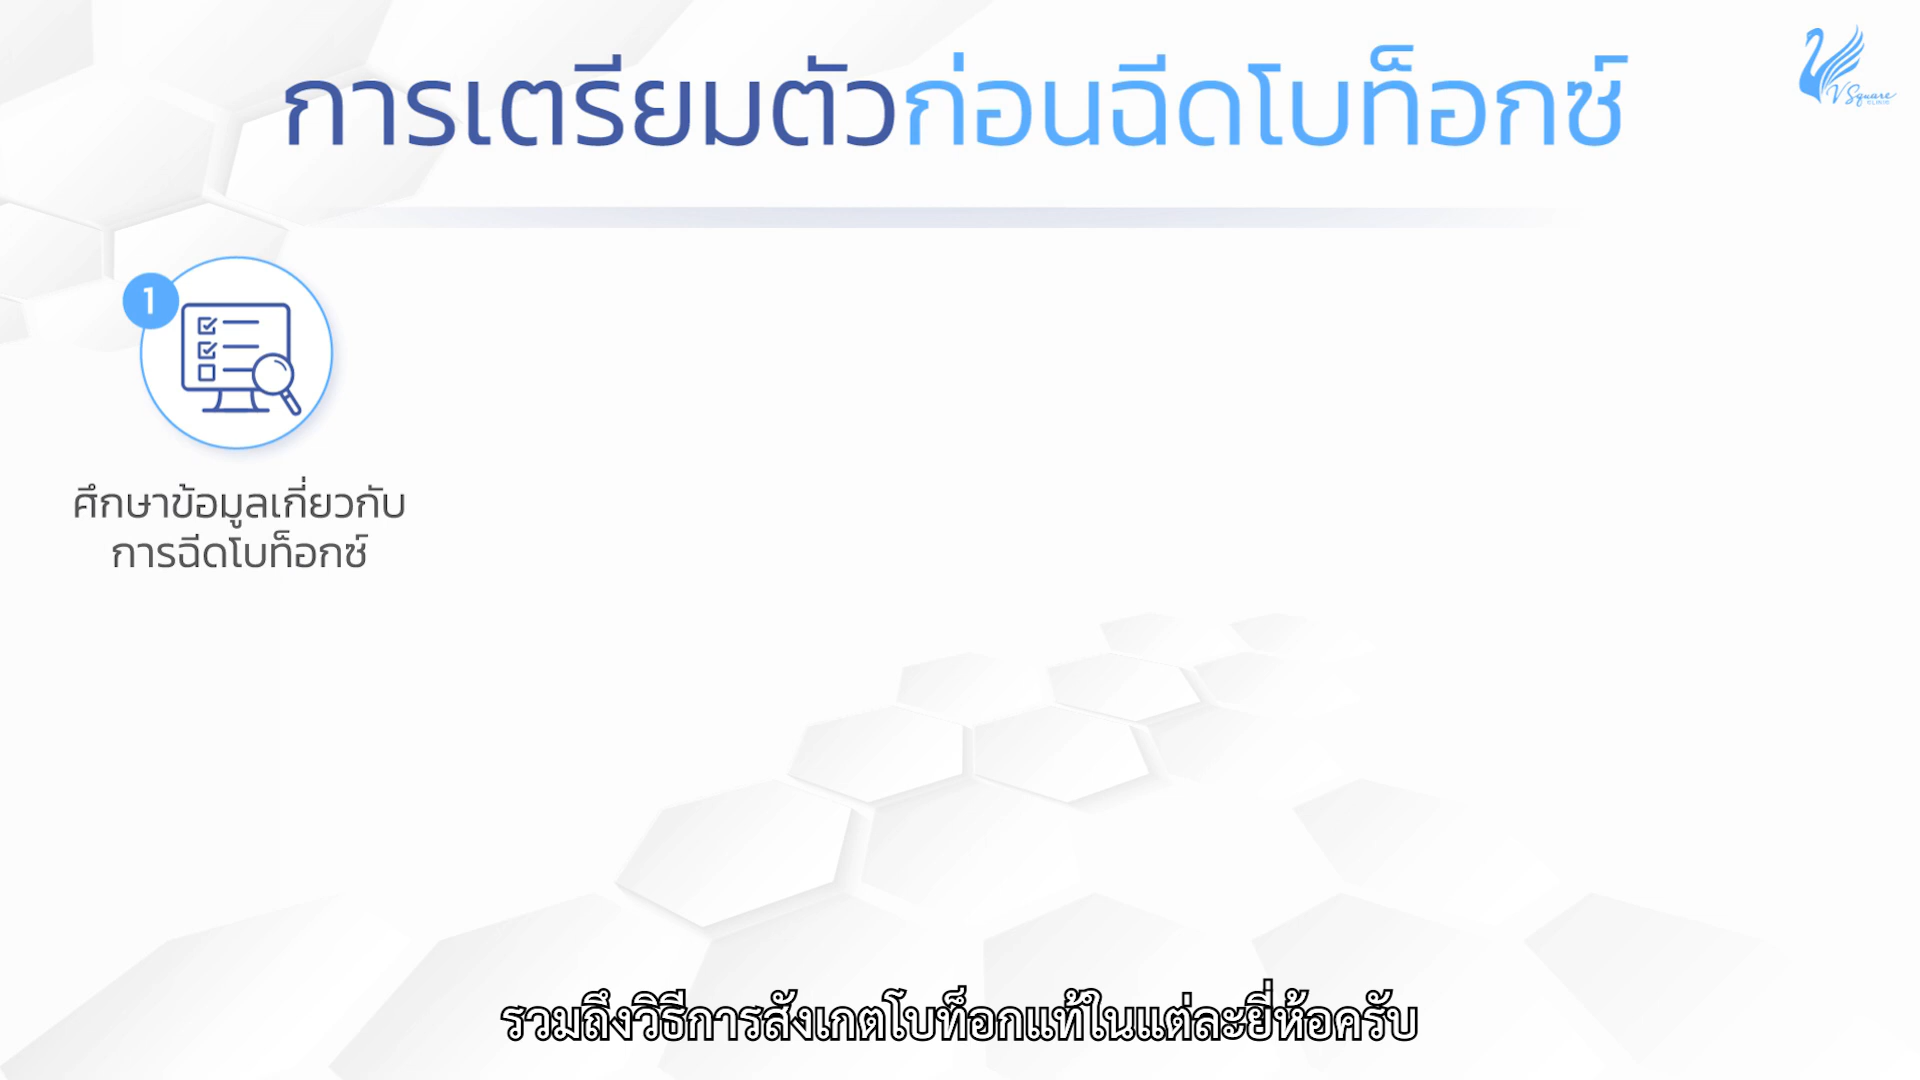 การเตรียมตัวก่อนฉีดโบท็อกซ์
V Square
CLINIC
1
ศึกษาข้อมูลเกี่ยวกับ
การฉีดโบท็อกซ์
รวมถึงวิธีการสังเกตโบท็อกแท้ในแต่ละยี่ห้อครับ